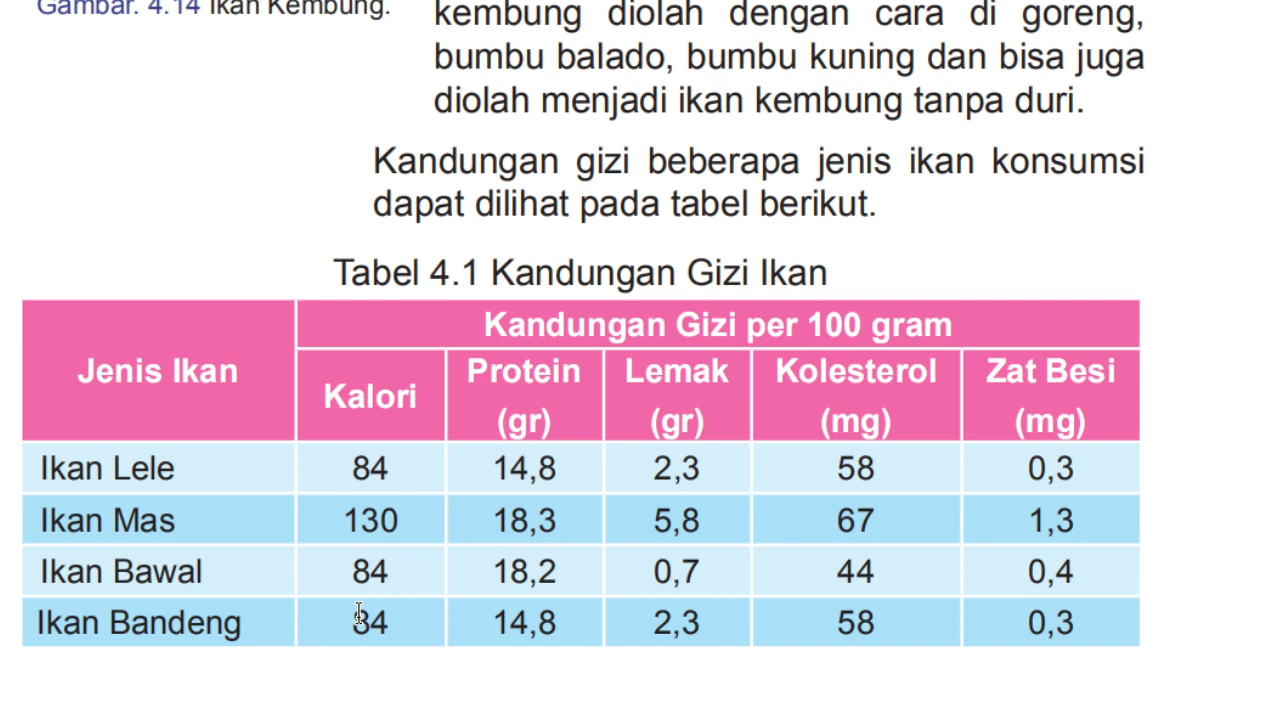 Gambar. 4.14 Ikan Kembung.
kembung diolah dengan cara di goreng,
bumbu balado, bumbu kuning dan bisa juga
diolah menjadi ikan kembung tanpa duri.
Kandungan gizi beberapa jenis ikan konsumsi
dapat dilihat pada tabel berikut.
Tabel 4.1 Kandungan Gizi Ikan
Jenis Ikan Kandungan Gizi per 100 gram
Kalori Protein (gr) Lemak (gr) Kolesterol (mg) Zat Besi (mg)
Ikan Lele 84 14,8 2,3 58 0,3
Ikan Mas 130 18,3 5,8 67 1,3
Ikan Bawal 84 18,2 0,7 44 0,4
Ikan Bandeng 84 14,8 2,3 58 0,3